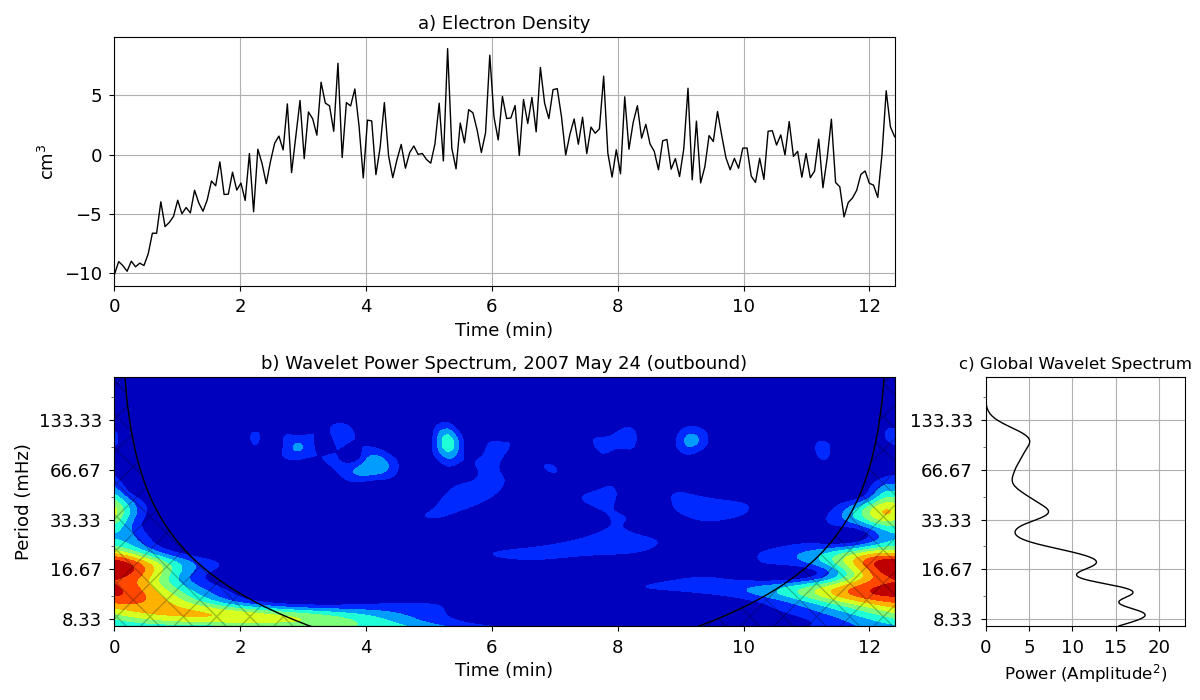 a) Electron Density
5
0
−5
−10
cm³
0 2 4 6 8 10 12
Time (min)
b) Wavelet Power Spectrum, 2007 May 24 (outbound)
133.33
66.67
33.33
16.67
8.33
Period (mHz)
0 2 4 6 8 10 12
Time (min)
c) Global Wavelet Spectrum
133.33
66.67
33.33
16.67
8.33
0 5 10 15 20
Power (Amplitude²)